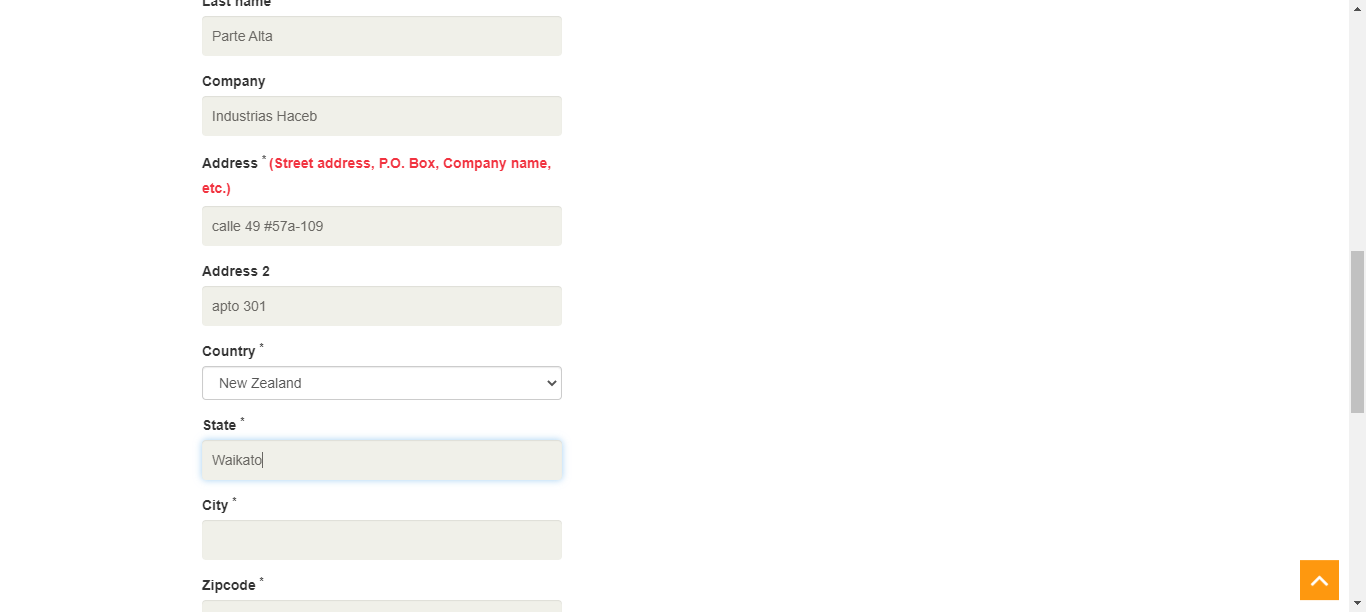 Last name
Parte Alta
Company
Industrias Haceb
Address * (Street address, P.O. Box, Company name,
etc.)
calle 49 #57a-109
Address 2
apto 301
Country *
New Zealand
State *
Waikato
City *
Zipcode *